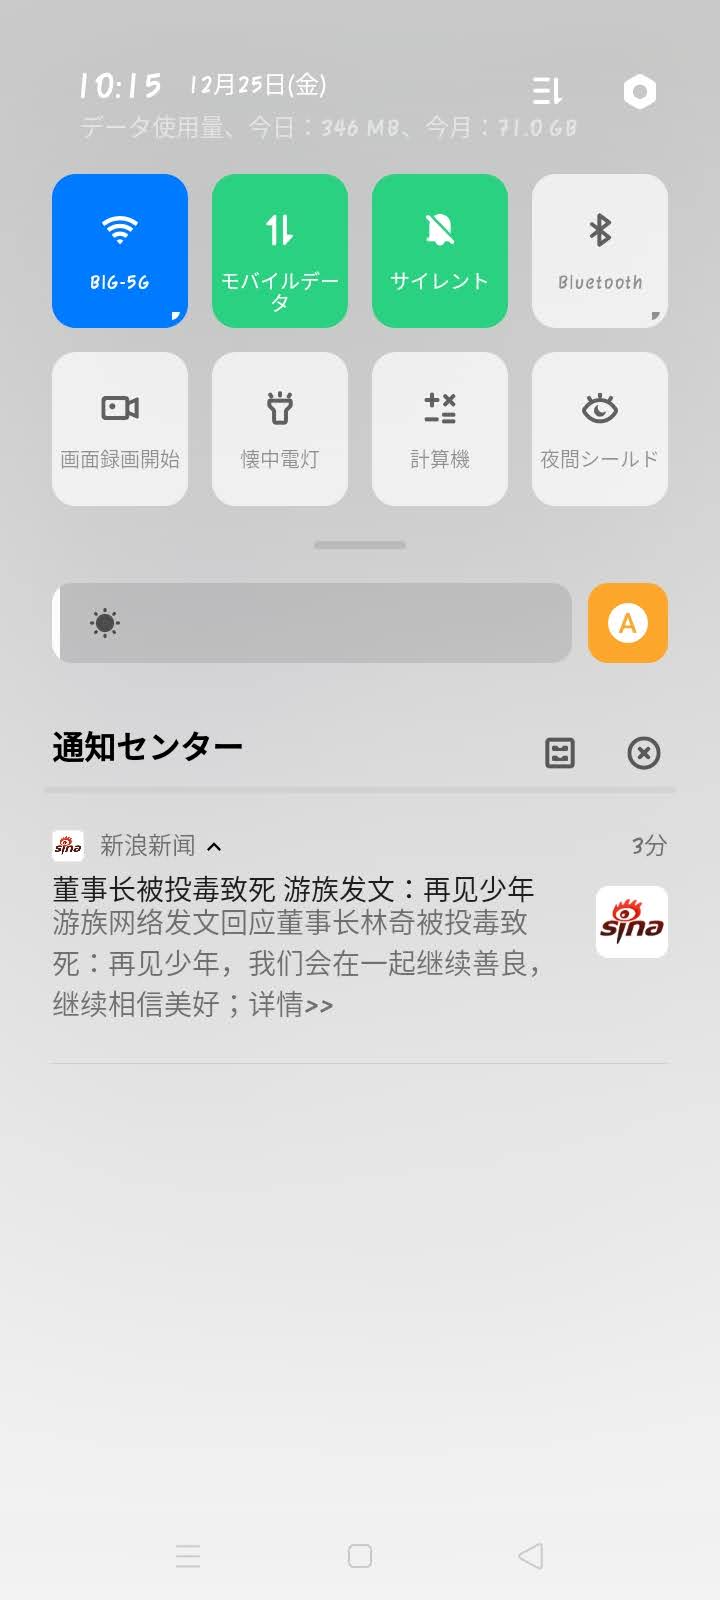 10:15 12月25日(金)
データ使用量、今日：346 MB、今月：71.0 GB
BIG-5G
モバイルデー
タ
サイレント
Bluetooth
画面録画開始
懐中電灯
計算機
夜間シールド
A
通知センター
sina 新浪新闻 3分
董事长被投毒致死 游族发文：再见少年
游族网络发文回应董事长林奇被投毒致
死：再见少年，我们会在一起继续善良，
继续相信美好；详情>>
sina